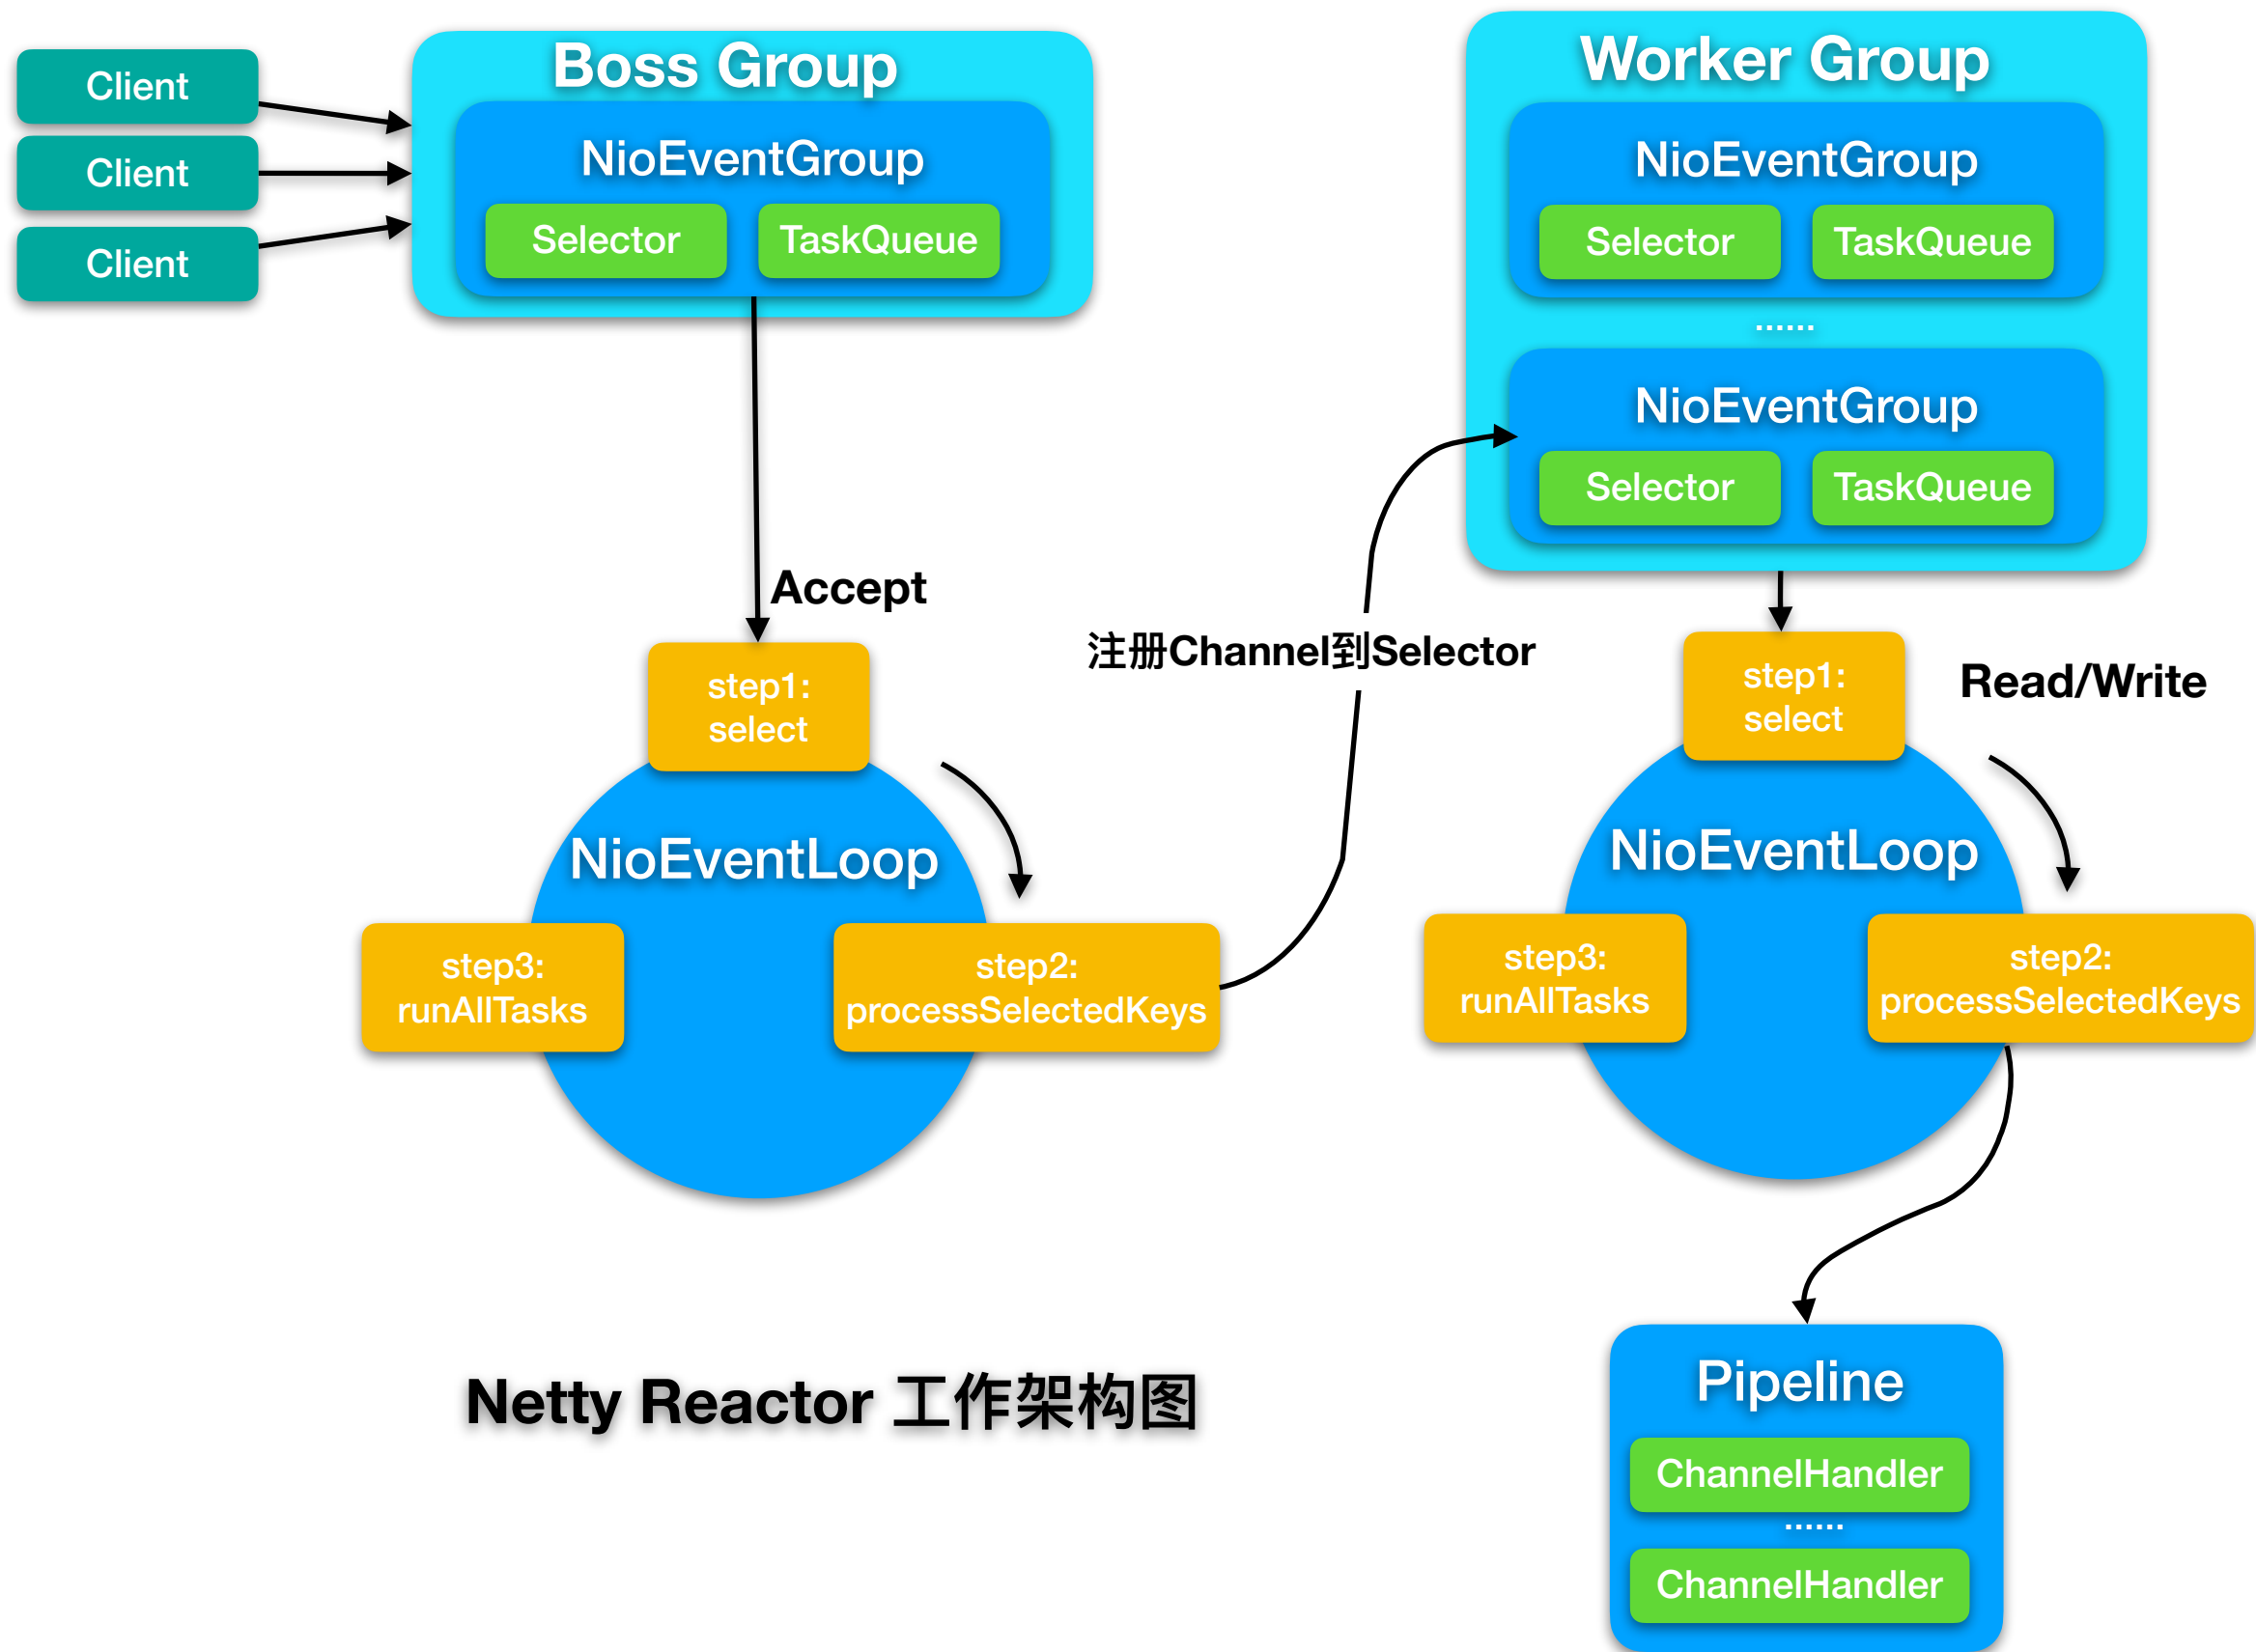 Client
Client
Client
Boss Group
NioEventGroup
Selector
TaskQueue
Worker Group
NioEventGroup
Selector
TaskQueue
......
NioEventGroup
Selector
TaskQueue
Accept
step1:
select
NioEventLoop
step3:
runAllTasks
step2:
processSelectedKeys
注册Channel到Selector
step1:
select
Read/Write
NioEventLoop
step3:
runAllTasks
step2:
processSelectedKeys
Netty Reactor 工作架构图
Pipeline
ChannelHandler
......
ChannelHandler